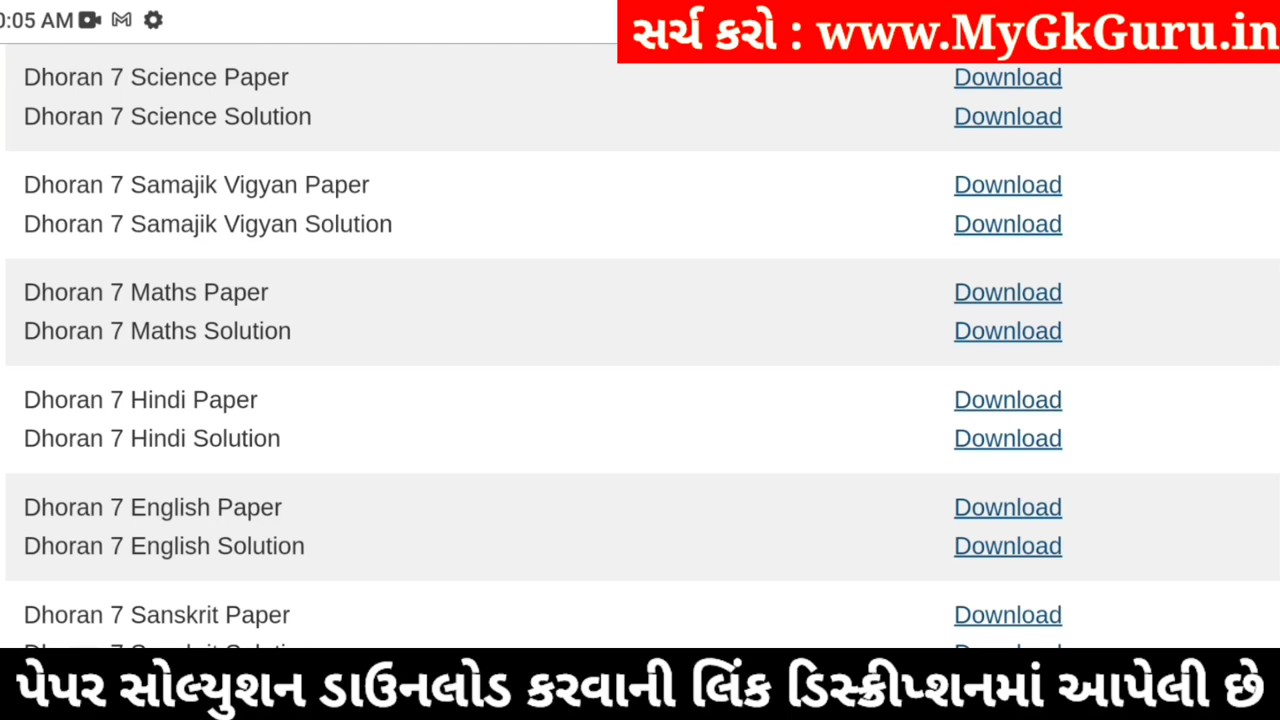 0:05 AM
સર્ચ કરો : www.MyGkGuru.in
Dhoran 7 Science Paper Download
Dhoran 7 Science Solution Download
Dhoran 7 Samajik Vigyan Paper Download
Dhoran 7 Samajik Vigyan Solution Download
Dhoran 7 Maths Paper Download
Dhoran 7 Maths Solution Download
Dhoran 7 Hindi Paper Download
Dhoran 7 Hindi Solution Download
Dhoran 7 English Paper Download
Dhoran 7 English Solution Download
Dhoran 7 Sanskrit Paper Download
પેપર સોલ્યુશન ડાઉનલોડ કરવાની લિંક ડિસ્ક્રીપ્શનમાં આપેલી છે